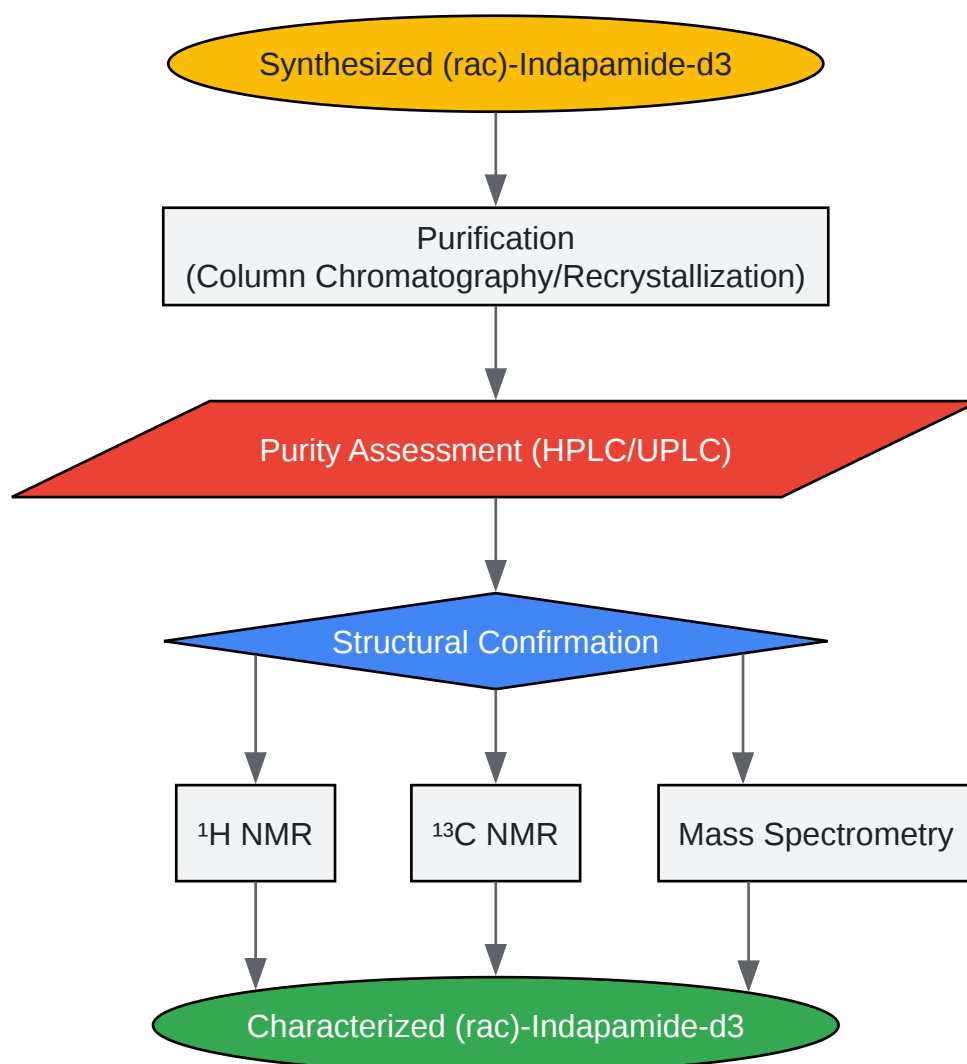 Synthesized (rac)-Indapamide-d3
Purification
(Column Chromatography/Recrystallization)
Purity Assessment (HPLC/UPLC)
Structural Confirmation
¹H NMR
¹³C NMR
Mass Spectrometry
Characterized (rac)-Indapamide-d3